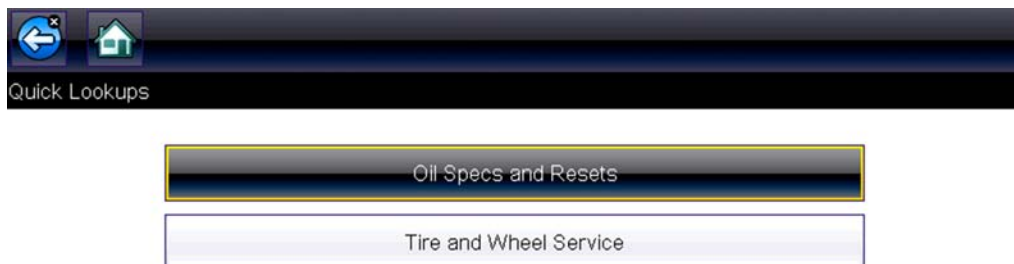 Quick Lookups
Oil Specs and Resets
Tire and Wheel Service